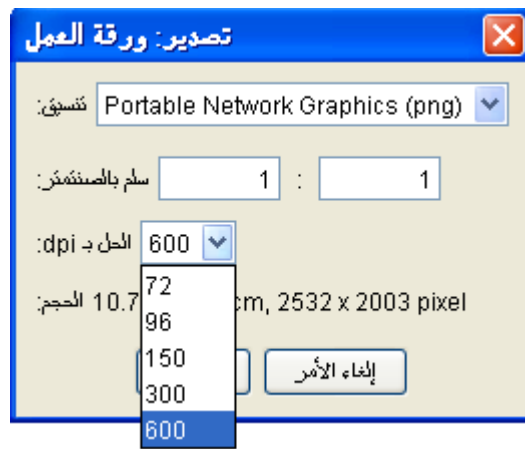 تصدير: ورقة العمل
تنسيق: Portable Network Graphics (png)
سلم بالصنتمتر: 1 : 1
الحل بـ dpi: 600
72
96
150
300
600
الحجم: 10.7 cm, 2532 x 2003 pixel
إلغاء الأمر